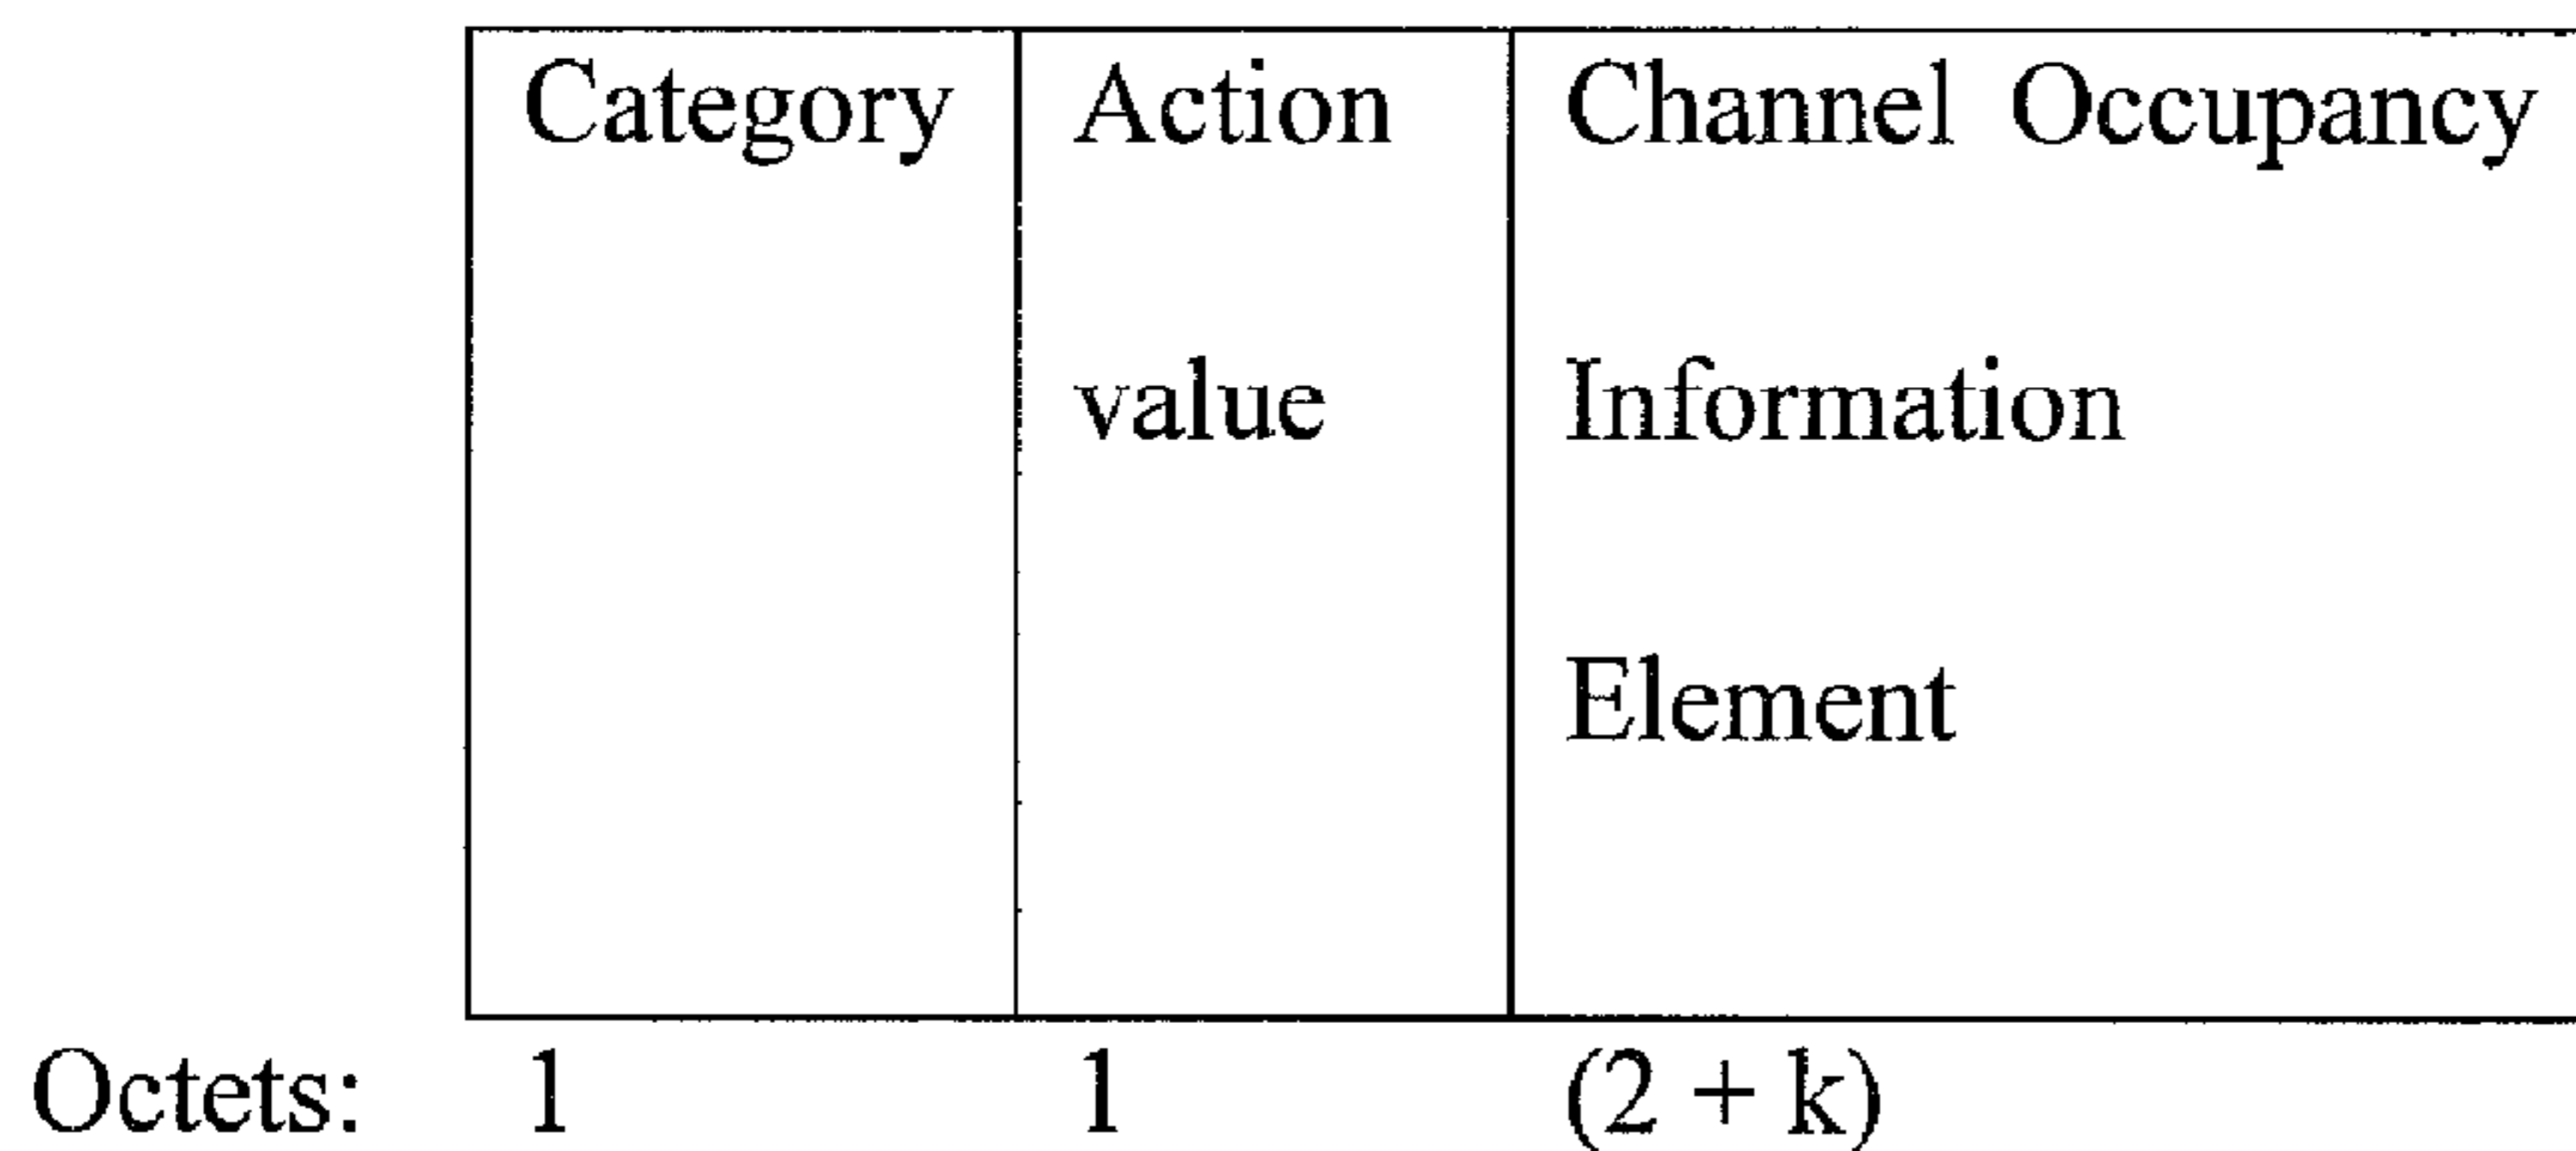 Category Action Channel Occupancy
value Information
Element
Octets: 1 1 (2 + k)